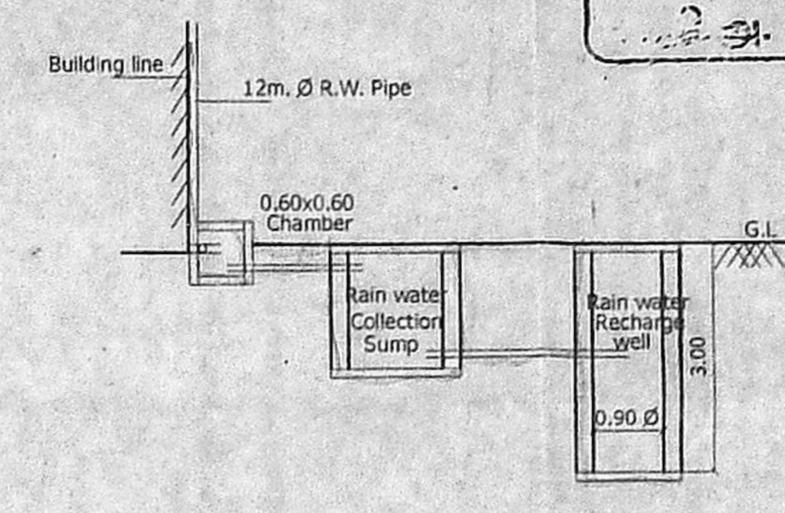 Building line
12m. Ø R.W. Pipe
0.60x0.60
Chamber
G.L
Rain water
Collection
Sump
Rain water
Recharge
well
3.00
0.90 Ø